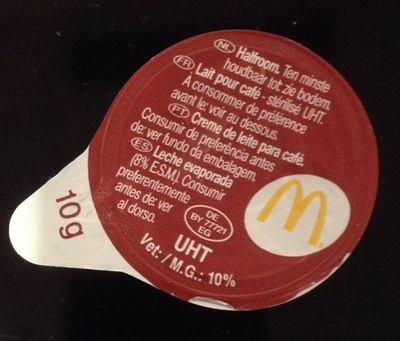 NL Halfroom. Ten minste
houdbaar tot: zie bodem.
FR Lait pour café - stérilisé UHT.
A consommer de préférence
avant le: voir au dessous.
PT Creme de leite para café.
Consumir de preferência antes
de: ver fundo da embalagem.
ES Leche evaporada
(8% E.S.M.). Consumir
preferentemente
antes de: ver
al dorso.
DE
BY 77721
EG
UHT
Vet: / M.G.: 10%
10g
M